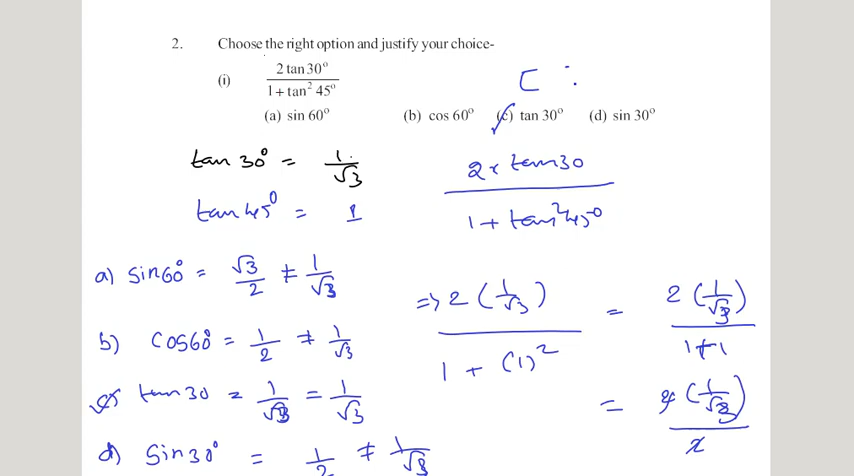 2. Choose the right option and justify your choice-
(i) 2 tan 30° / 1 + tan² 45°
C :
(a) sin 60° (b) cos 60° (c) tan 30° (d) sin 30°
tan 30° = 1/√3
2 x tan 30 / 1 + tan² 45°
tan 45° = 1
a) sin 60° = √3/2 ≠ 1/√3
=> 2 (1/√3) / 1 + (1)² = 2 (1/√3) / 1+1
b) cos 60° = 1/2 ≠ 1/√3
tan 30 = 1/√3 = 1/√3
= 2 (1/√3) / 2
d) sin 30° = 1/2 ≠ 1/√3